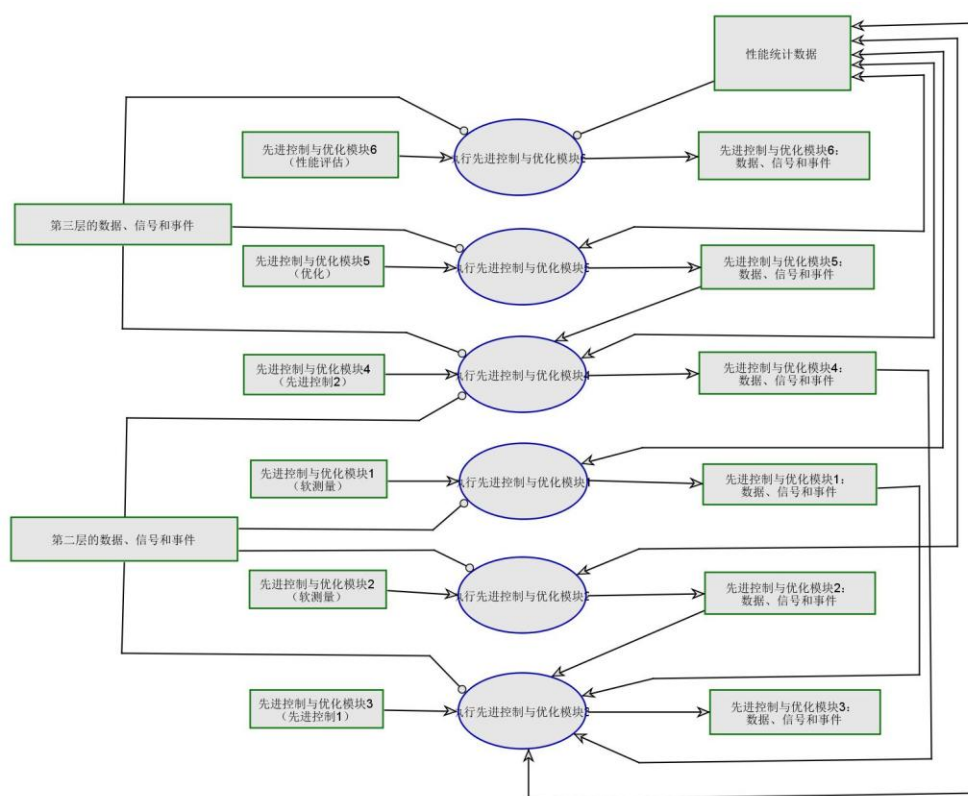 性能统计数据
先进控制与优化模块6
（性能评估）
行先进控制与优化模块
先进控制与优化模块6：
数据、信号和事件
第三层的数据、信号和事件
先进控制与优化模块5
（优化）
行先进控制与优化模块
先进控制与优化模块5：
数据、信号和事件
先进控制与优化模块4
（先进控制2）
行先进控制与优化模块
先进控制与优化模块4：
数据、信号和事件
先进控制与优化模块1
（软测量）
行先进控制与优化模块
先进控制与优化模块1：
数据、信号和事件
第二层的数据、信号和事件
先进控制与优化模块2
（软测量）
行先进控制与优化模块
先进控制与优化模块2：
数据、信号和事件
先进控制与优化模块3
（先进控制1）
行先进控制与优化模块
先进控制与优化模块3：
数据、信号和事件